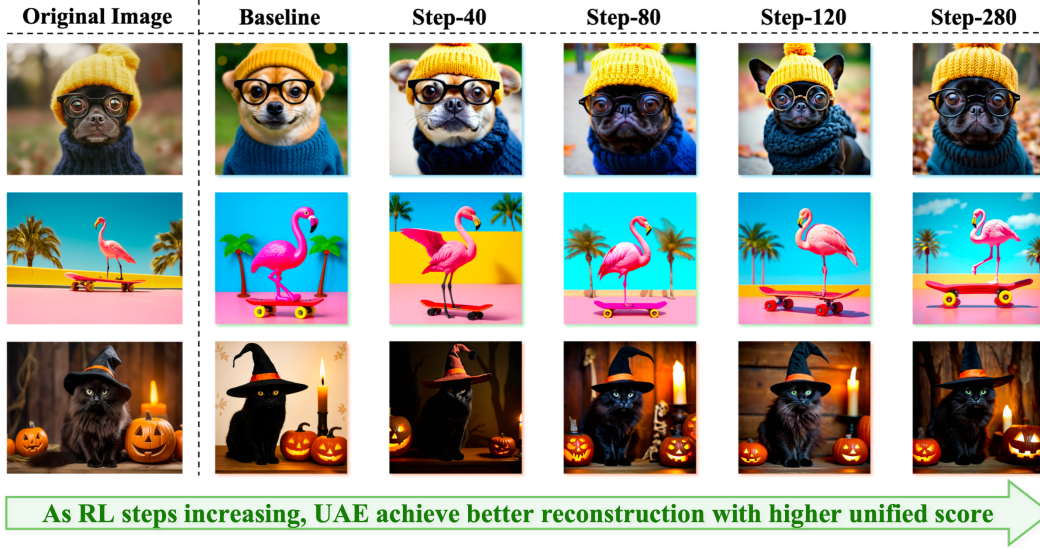 Original Image Baseline Step-40 Step-80 Step-120 Step-280
As RL steps increasing, UAE achieve better reconstruction with higher unified score